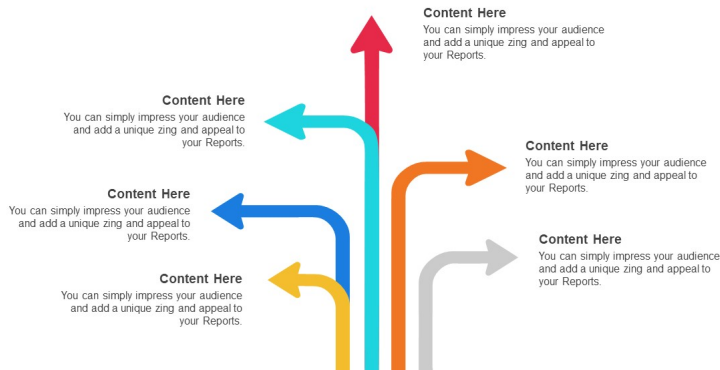 Content Here
You can simply impress your audience
and add a unique zing and appeal to
your Reports.
Content Here
You can simply impress your audience
and add a unique zing and appeal to
your Reports.
Content Here
You can simply impress your audience
and add a unique zing and appeal to
your Reports.
Content Here
You can simply impress your audience
and add a unique zing and appeal to
your Reports.
Content Here
You can simply impress your audience
and add a unique zing and appeal to
your Reports.
Content Here
You can simply impress your audience
and add a unique zing and appeal to
your Reports.